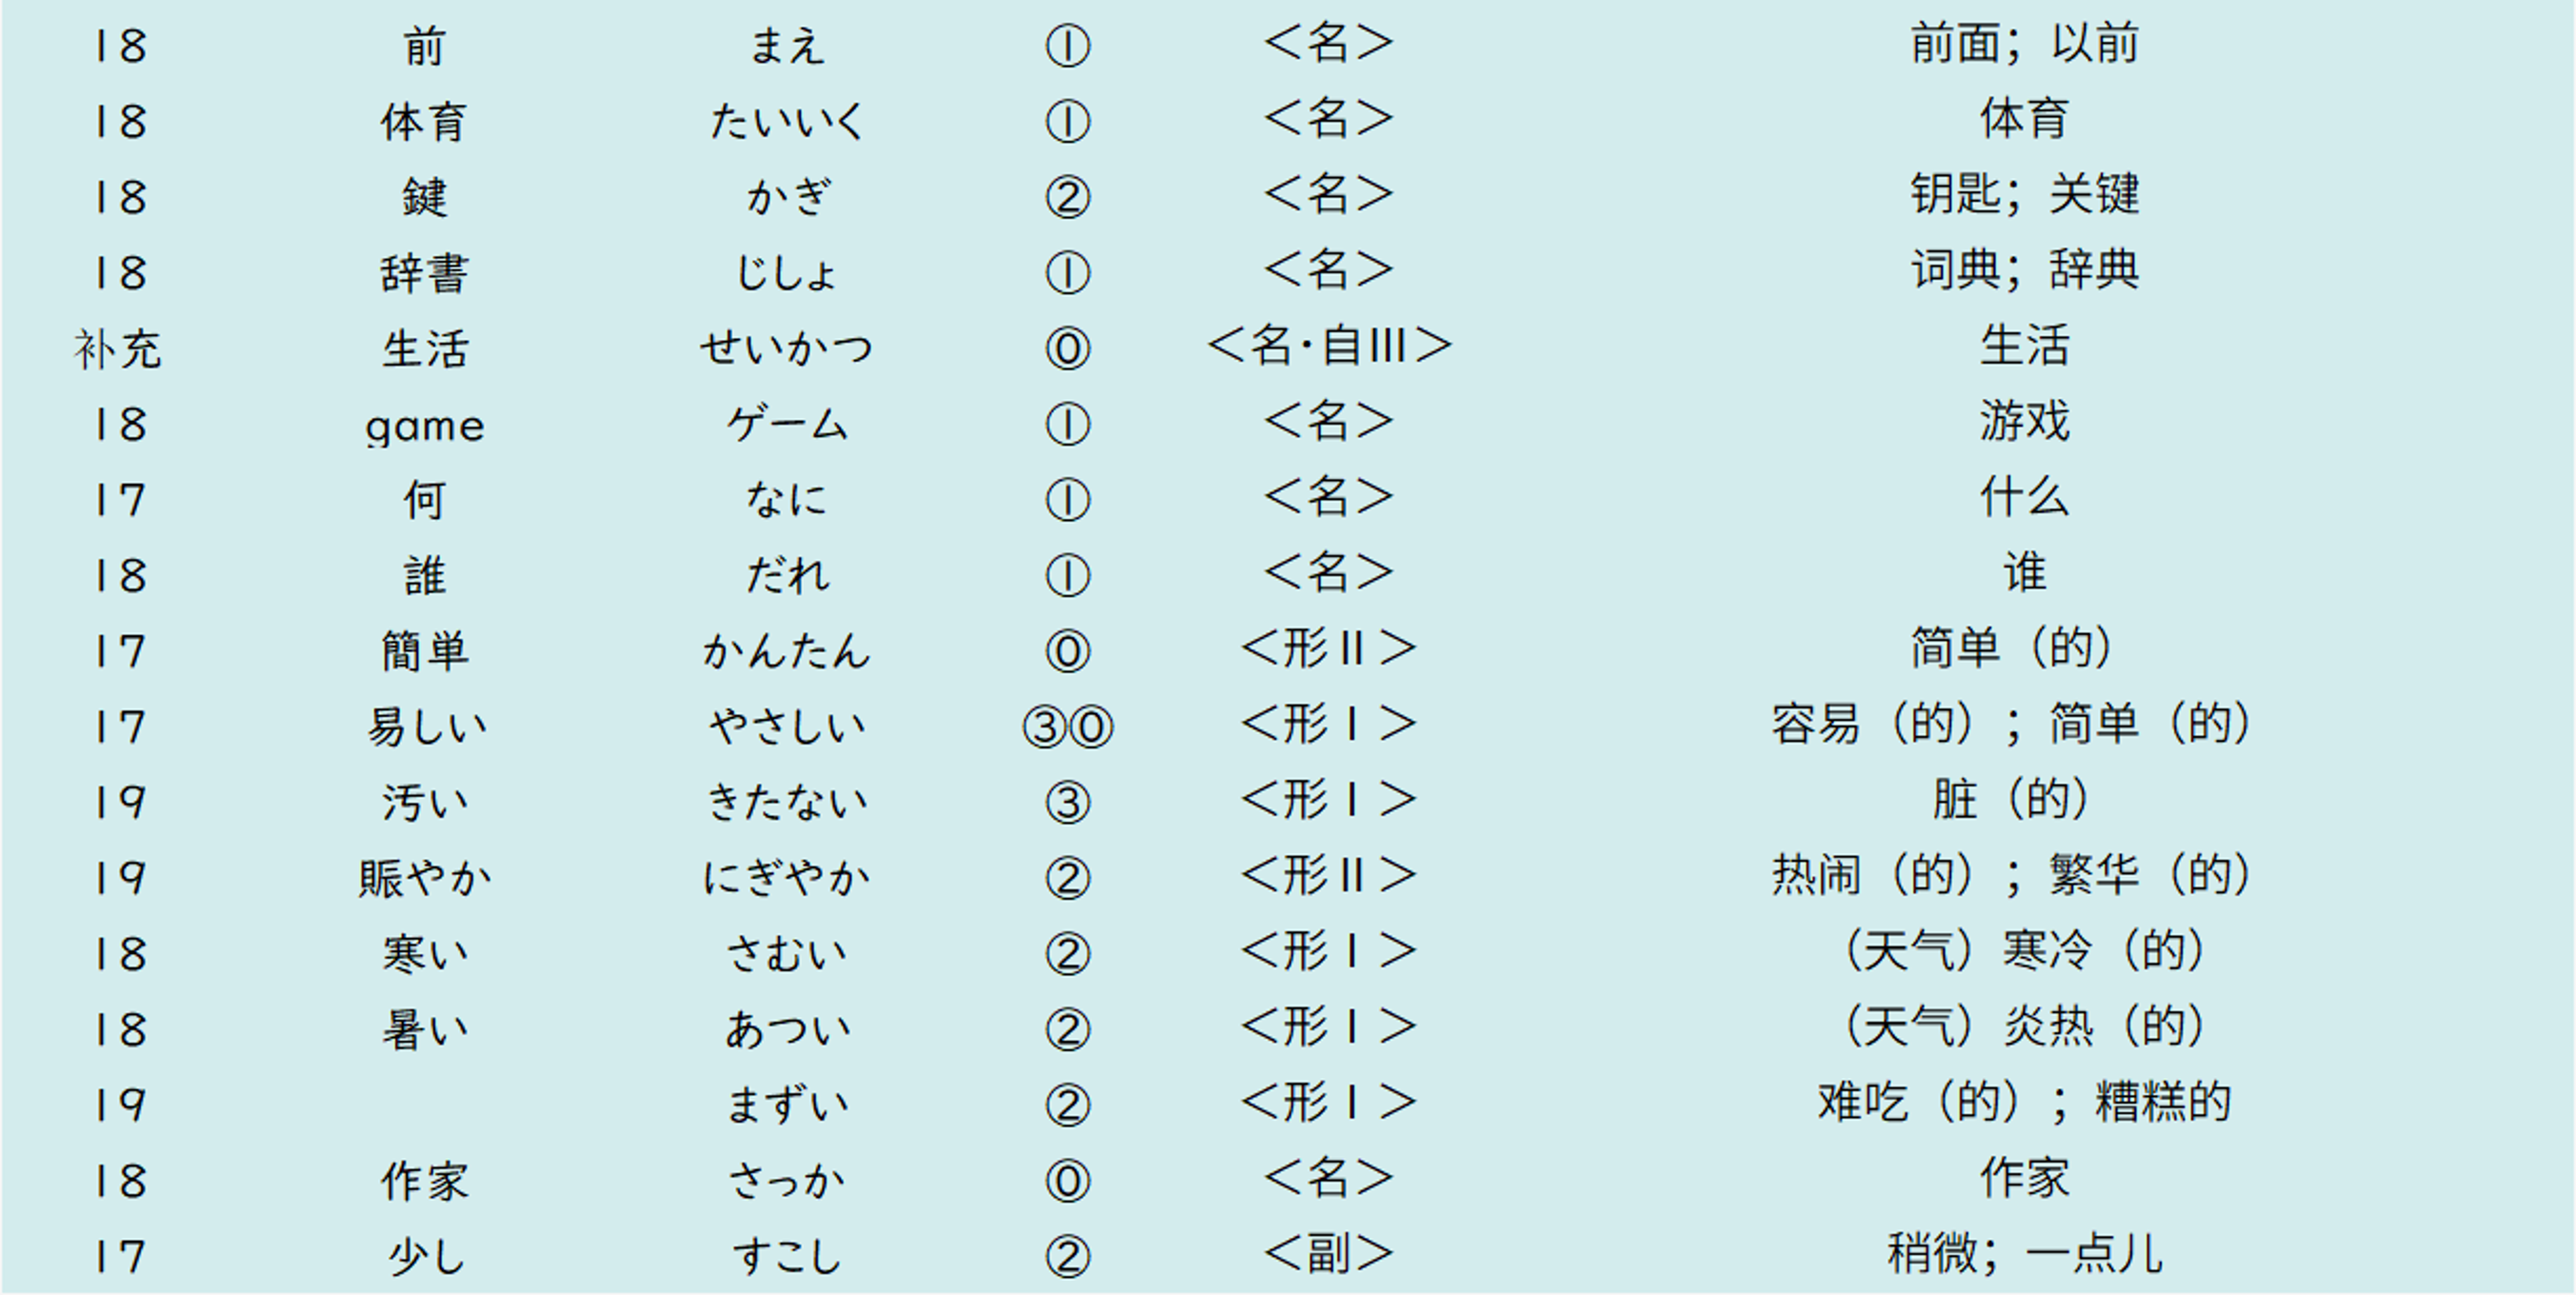 18 前 まえ ① <名> 前面；以前
18 体育 たいいく ① <名> 体育
18 鍵 かぎ ② <名> 钥匙；关键
18 辞書 じしょ ① <名> 词典；辞典
补充 生活 せいかつ ⓪ <名·自III> 生活
18 game ゲーム ① <名> 游戏
17 何 なに ① <名> 什么
18 誰 だれ ① <名> 谁
17 簡単 かんたん ⓪ <形II> 简单（的）
17 易しい やさしい ③⓪ <形I> 容易（的）；简单（的）
19 汚い きたない ③ <形I> 脏（的）
19 賑やか にぎやか ② <形II> 热闹（的）；繁华（的）
18 寒い さむい ② <形I> （天气）寒冷（的）
18 暑い あつい ② <形I> （天气）炎热（的）
19 まずい ② <形I> 难吃（的）；糟糕的
18 作家 さっか ⓪ <名> 作家
17 少し すこし ② <副> 稍微；一点儿